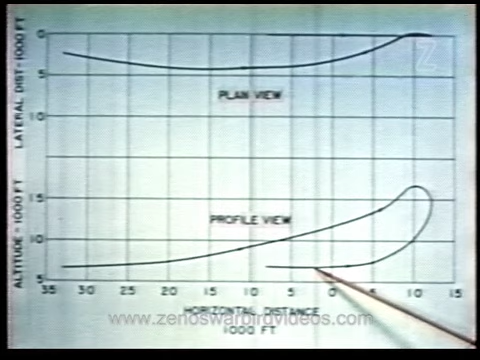 0
5
10
LATERAL DIST - 1000 FT
Z
PLAN VIEW
15
10
5
ALTITUDE - 1000 FT
PROFILE VIEW
35 30 25 20 15 10 5 0 5 10 15
HORIZONTAL DISTANCE
1000 FT
www.zenoswarbirdvideos.com